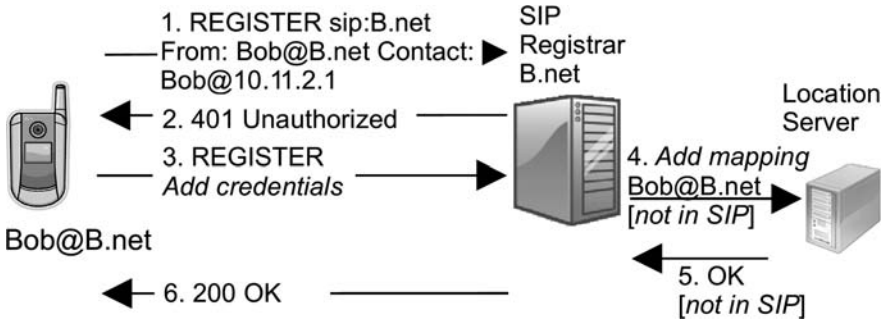 1. REGISTER sip:B.net
From: Bob@B.net Contact:
Bob@10.11.2.1
SIP
Registrar
B.net
2. 401 Unauthorized
Location
Server
3. REGISTER
Add credentials
4. Add mapping
Bob@B.net
[not in SIP]
Bob@B.net
5. OK
[not in SIP]
6. 200 OK